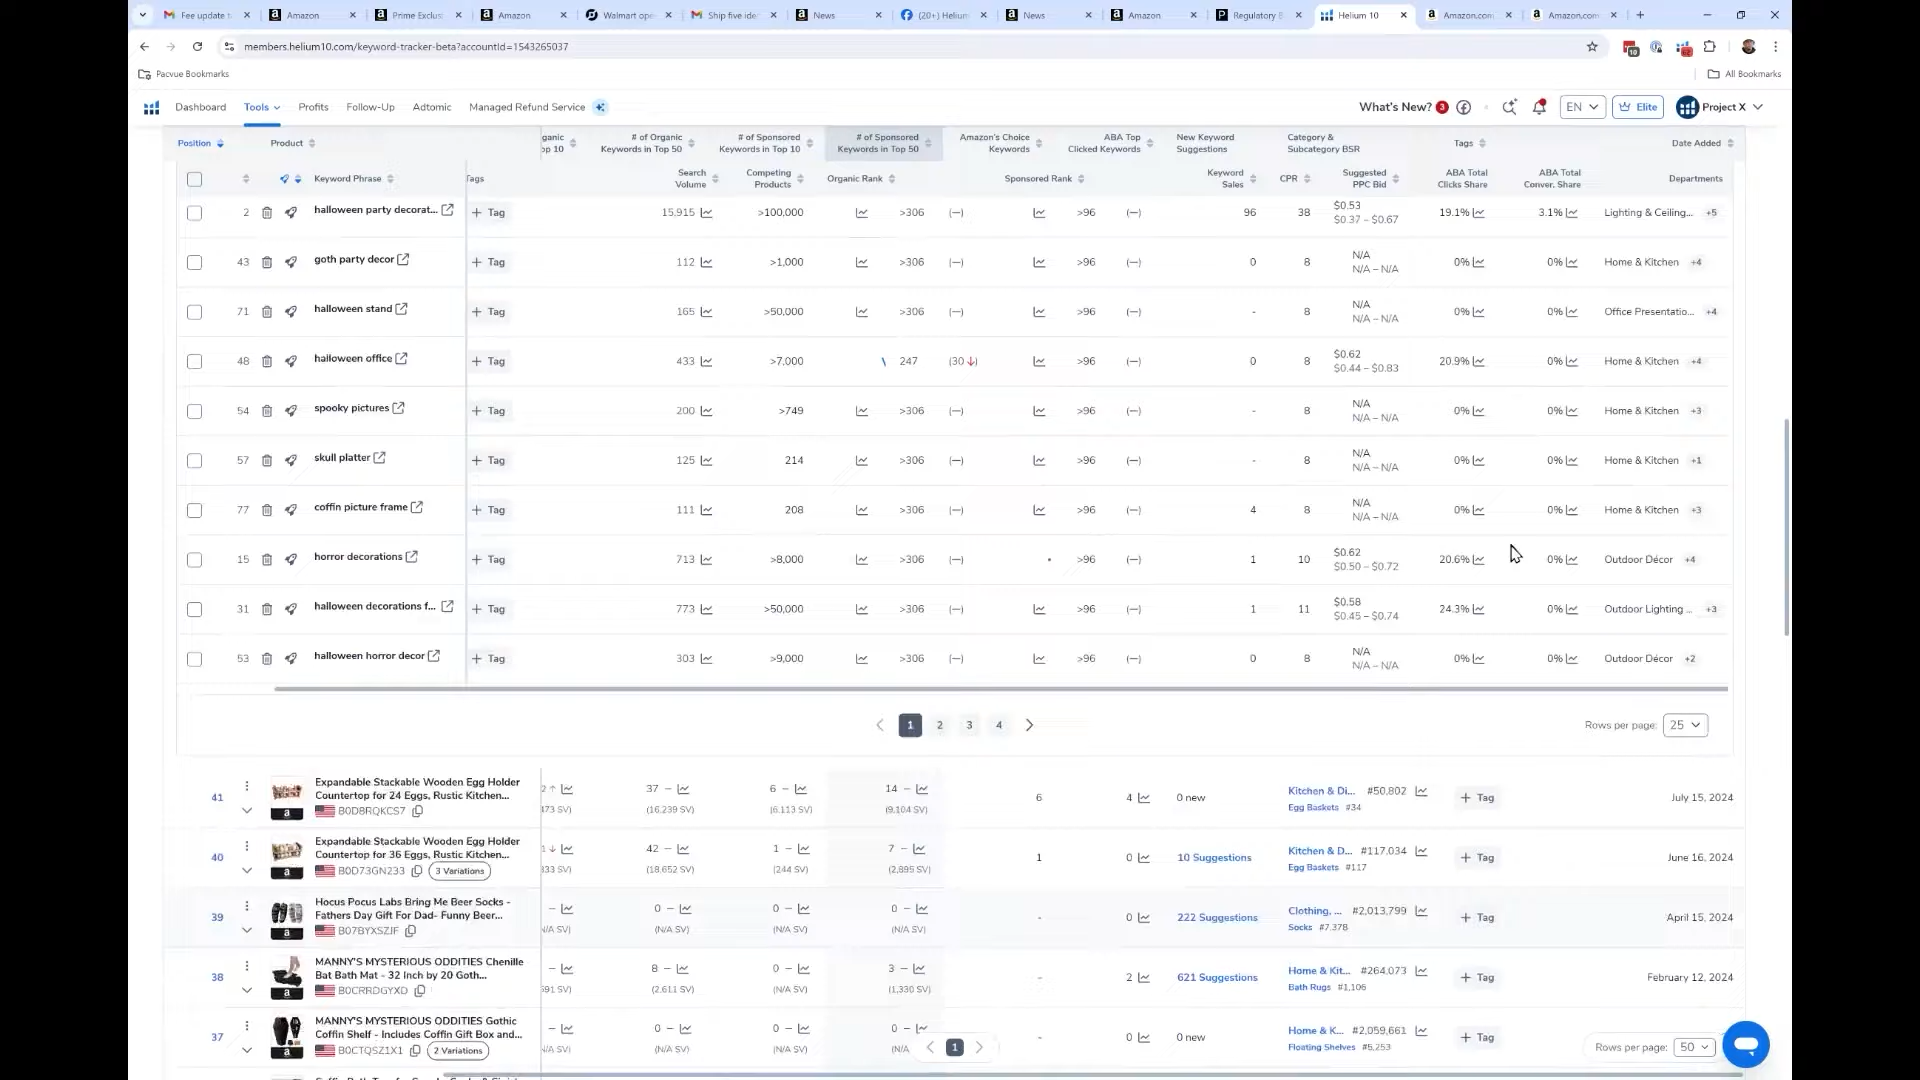 Fee update t
Amazon
Prime Exclus
Amazon
Walmart ope
Ship five ide
News
(20+) Helium
News
Amazon
Regulatory B
Helium 10
Amazon.com
Amazon.com
members.helium10.com/keyword-tracker-beta?accountId=1543265037
Pacvue Bookmarks
All Bookmarks
Dashboard Tools Profits Follow-Up Adtomic Managed Refund Service
What's New? 3 EN Elite Project X
Position Product
# of Organic Keywords in Top 50
# of Sponsored Keywords in Top 10
# of Sponsored Keywords in Top 50
Amazon's Choice Keywords
ABA Top Clicked Keywords
New Keyword Suggestions
Category & Subcategory BSR
Tags
Date Added
Keyword Phrase
Tags
Search Volume
Competing Products
Organic Rank
Sponsored Rank
Keyword Sales
CPR
Suggested PPC Bid
ABA Total Clicks Share
ABA Total Conver. Share
Departments
2 halloween party decorat... + Tag 15,915 >100,000 >306 (—) >96 (—) 96 38 $0.53 19.1% 3.1% Lighting & Ceiling... +5
$0.37 – $0.67
43 goth party decor + Tag 112 >1,000 >306 (—) >96 (—) 0 8 N/A 0% 0% Home & Kitchen +4
N/A – N/A
71 halloween stand + Tag 165 >50,000 >306 (—) >96 (—) - 8 N/A 0% 0% Office Presentatio... +4
N/A – N/A
48 halloween office + Tag 433 >7,000 247 (30 ↓) >96 (—) 0 8 $0.62 20.9% 0% Home & Kitchen +4
$0.44 – $0.83
54 spooky pictures + Tag 200 >749 >306 (—) >96 (—) - 8 N/A 0% 0% Home & Kitchen +3
N/A – N/A
57 skull platter + Tag 125 214 >306 (—) >96 (—) - 8 N/A 0% 0% Home & Kitchen +1
N/A – N/A
77 coffin picture frame + Tag 111 208 >306 (—) >96 (—) 4 8 N/A 0% 0% Home & Kitchen +3
N/A – N/A
15 horror decorations + Tag 713 >8,000 >306 (—) >96 (—) 1 10 $0.62 20.6% 0% Outdoor Décor +4
$0.50 – $0.72
31 halloween decorations f... + Tag 773 >50,000 >306 (—) >96 (—) 1 11 $0.58 24.3% 0% Outdoor Lighting ... +3
$0.45 – $0.74
53 halloween horror decor + Tag 303 >9,000 >306 (—) >96 (—) 0 8 N/A 0% 0% Outdoor Décor +2
N/A – N/A
1 2 3 4
Rows per page: 25
41 Expandable Stackable Wooden Egg Holder 37 – 6 – 14 – 6 4 0 new Kitchen & Di... #50,802 + Tag July 15, 2024
Countertop for 24 Eggs, Rustic Kitchen...
B0D8RQKCS7 473 SV) (16,239 SV) (6,113 SV) (9,104 SV) Egg Baskets #34
40 Expandable Stackable Wooden Egg Holder 42 – 1 – 7 – 1 0 10 Suggestions Kitchen & D... #117,034 + Tag June 16, 2024
Countertop for 36 Eggs, Rustic Kitchen...
B0D73GN233 3 Variations 333 SV) (18,652 SV) (244 SV) (2,895 SV) Egg Baskets #117
39 Hocus Pocus Labs Bring Me Beer Socks - 0 – 0 – 0 – - 0 222 Suggestions Clothing, ... #2,013,799 + Tag April 15, 2024
Fathers Day Gift For Dad- Funny Beer...
B07BYXSZJF (N/A SV) (N/A SV) (N/A SV) Socks #7,378
38 MANNY'S MYSTERIOUS ODDITIES Chenille 8 – 0 – 3 – - 2 621 Suggestions Home & Kit... #264,073 + Tag February 12, 2024
Bat Bath Mat - 32 Inch by 20 Goth...
B0CRRDGYXD 591 SV) (2,611 SV) (N/A SV) (1,330 SV) Bath Rugs #1,106
37 MANNY'S MYSTERIOUS ODDITIES Gothic 0 – 0 – 0 – - 0 0 new Home & K... #2,059,661 + Tag
Coffin Shelf - Includes Coffin Gift Box and...
B0CTQSZ1X1 2 Variations (N/A SV) (N/A SV) (N/A Floating Shelves #5,253
1
Rows per page: 50